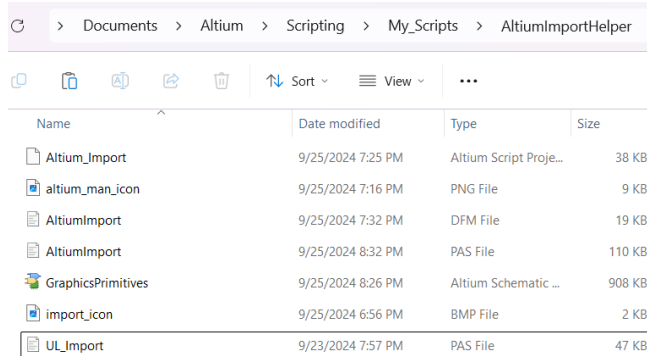 Documents > Altium > Scripting > My_Scripts > AltiumImportHelper
Sort View ...
Name Date modified Type Size
Altium_Import 9/25/2024 7:25 PM Altium Script Proje... 38 KB
altium_man_icon 9/25/2024 7:16 PM PNG File 9 KB
AltiumImport 9/25/2024 7:32 PM DFM File 19 KB
AltiumImport 9/25/2024 8:32 PM PAS File 110 KB
GraphicsPrimitives 9/25/2024 8:26 PM Altium Schematic ... 908 KB
import_icon 9/25/2024 6:56 PM BMP File 2 KB
UL_Import 9/23/2024 7:57 PM PAS File 47 KB